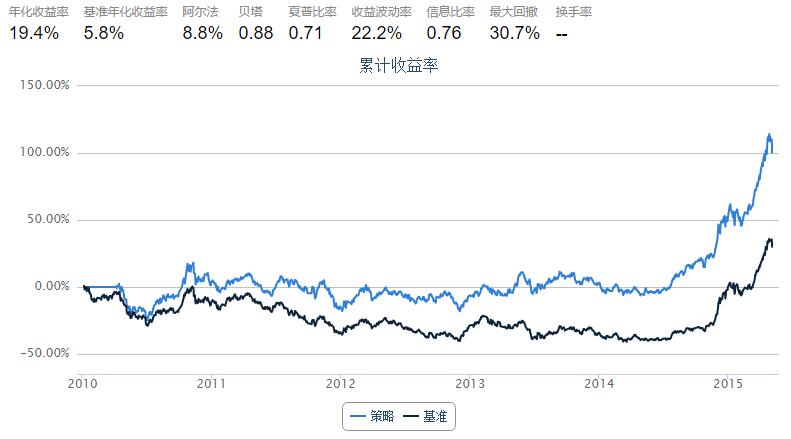 年化收益率 基准年化收益率 阿尔法 贝塔 夏普比率 收益波动率 信息比率 最大回撤 换手率
19.4% 5.8% 8.8% 0.88 0.71 22.2% 0.76 30.7% --
累计收益率
150.00%
100.00%
50.00%
0.00%
-50.00%
2010 2011 2012 2013 2014 2015
策略 基准